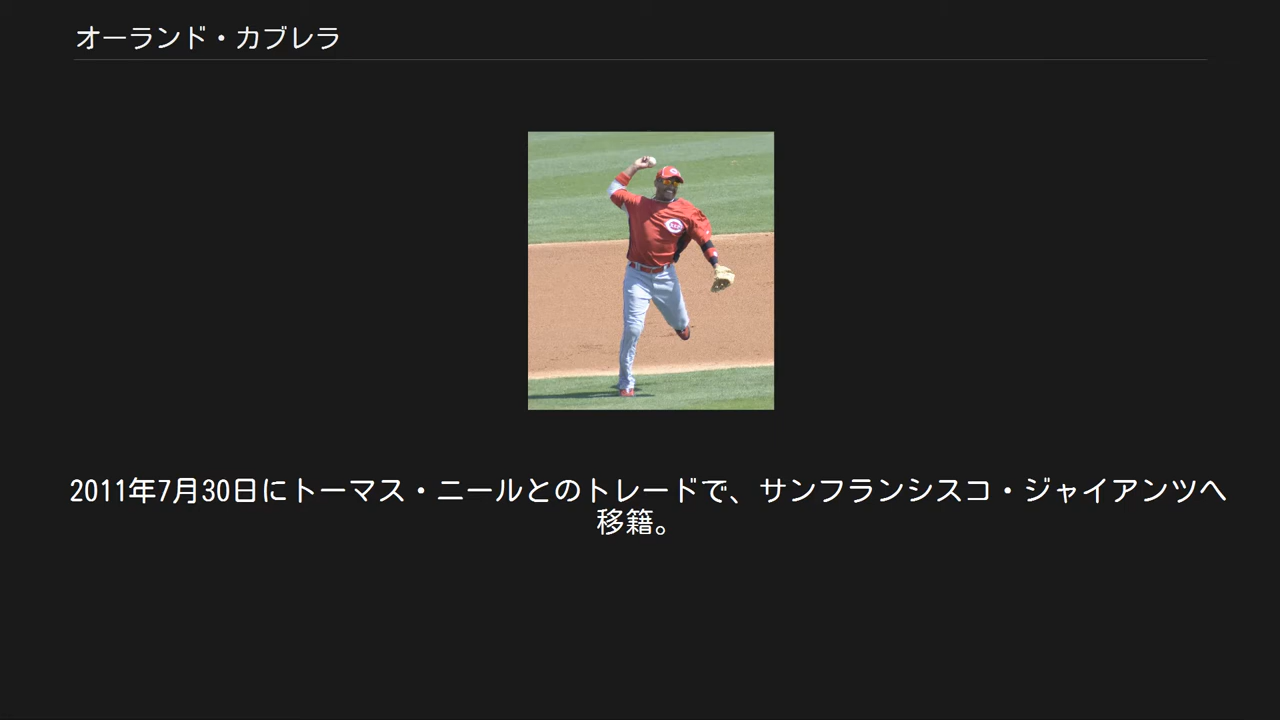 オーランド・カブレラ
2011年7月30日にトーマス・ニールとのトレードで、サンフランシスコ・ジャイアンツへ
移籍。